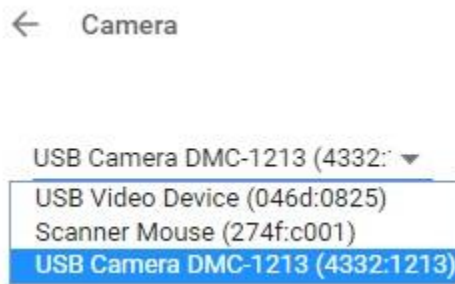 Camera
USB Camera DMC-1213 (4332:
USB Video Device (046d:0825)
Scanner Mouse (274f:c001)
USB Camera DMC-1213 (4332:1213)